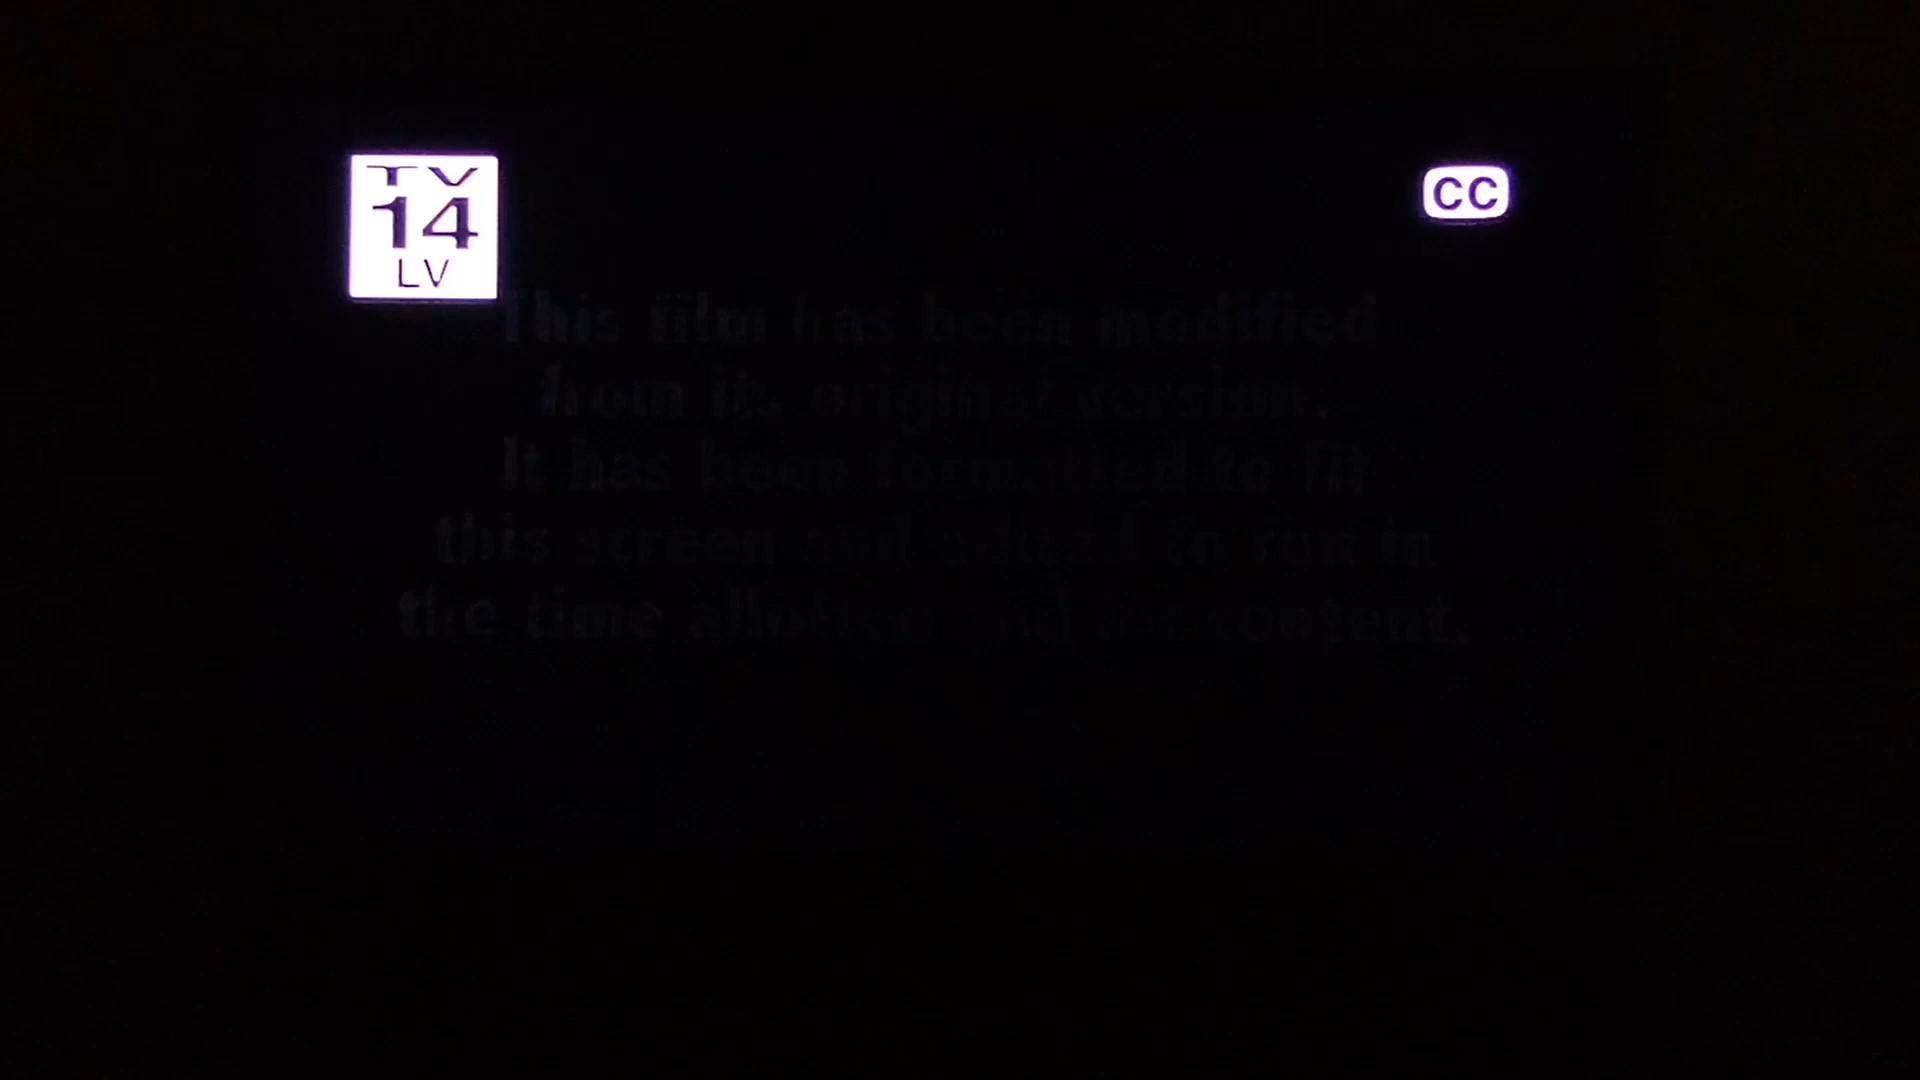 TV
14
LV
CC
This film has been modified
from its original version.
It has been formatted to fit
this screen and edited to run in
the time allotted and for content.